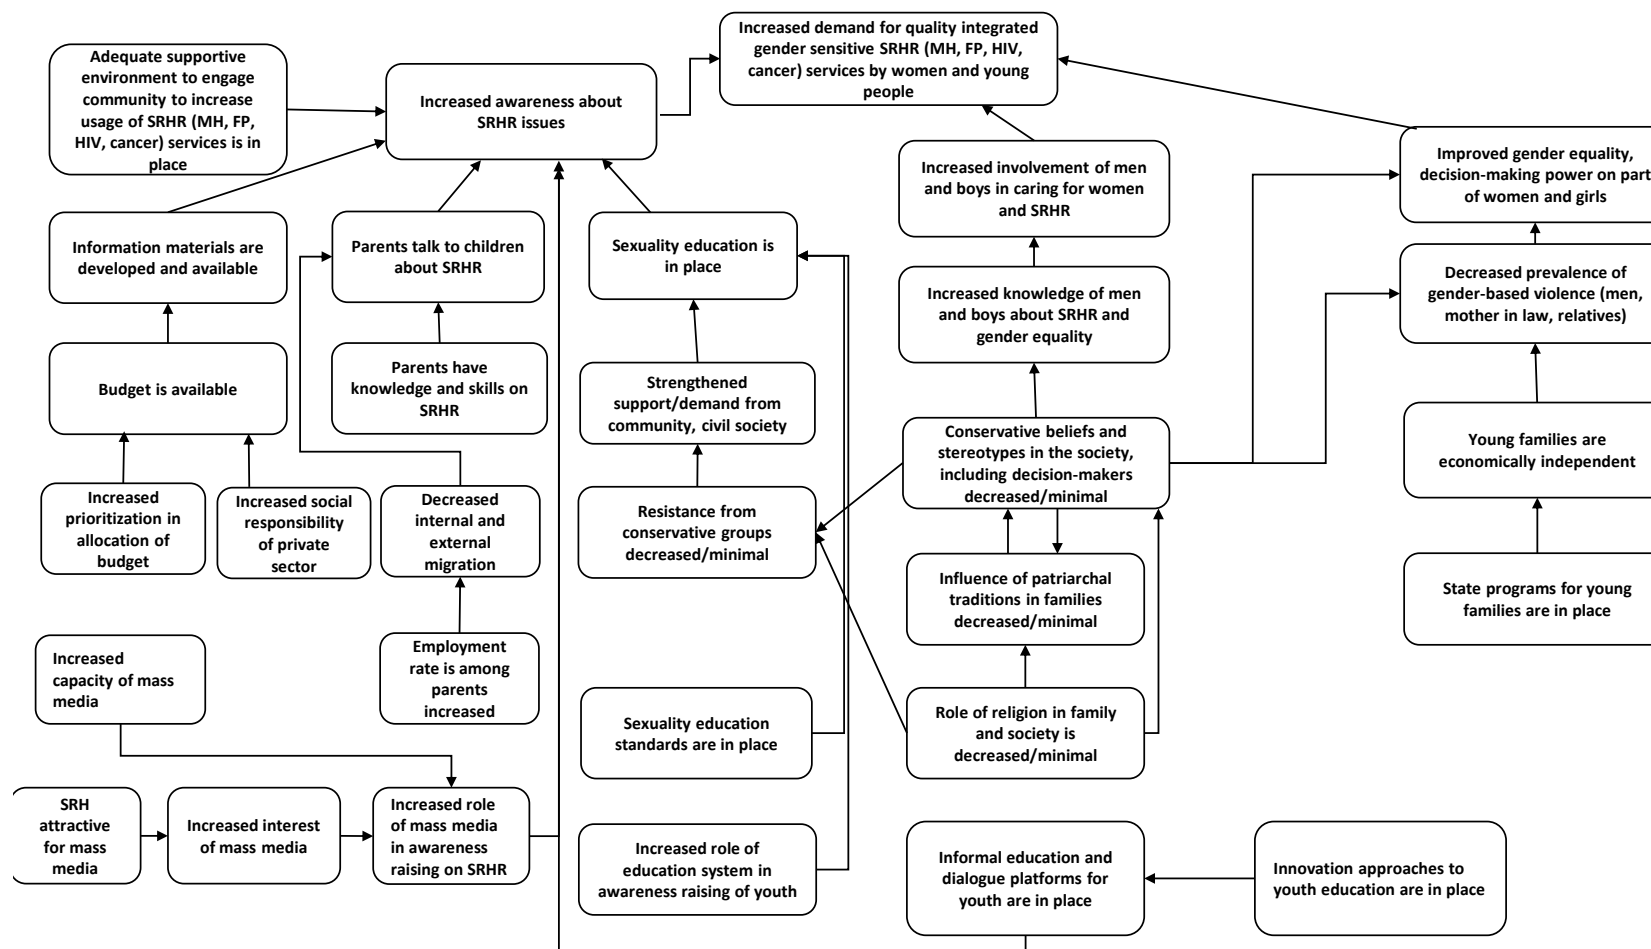 Increased demand for quality integrated
gender sensitive SRHR (MH, FP, HIV,
cancer) services by women and young
people
Adequate supportive
environment to engage
community to increase
usage of SRHR (MH, FP,
HIV, cancer) services is in
place
Increased awareness about
SRHR issues
Increased involvement of men
and boys in caring for women
and SRHR
Improved gender equality,
decision-making power on part
of women and girls
Information materials are
developed and available
Parents talk to children
about SRHR
Sexuality education is
in place
Increased knowledge of men
and boys about SRHR and
gender equality
Decreased prevalence of
gender-based violence (men,
mother in law, relatives)
Budget is available
Parents have
knowledge and skills on
SRHR
Strengthened
support/demand from
community, civil society
Conservative beliefs and
stereotypes in the society,
including decision-makers
decreased/minimal
Young families are
economically independent
Increased
prioritization in
allocation of
budget
Increased social
responsibility
of private
sector
Decreased
internal and
external
migration
Resistance from
conservative groups
decreased/minimal
Influence of patriarchal
traditions in families
decreased/minimal
State programs for young
families are in place
Increased
capacity of mass
media
Employment
rate is among
parents
increased
Sexuality education
standards are in place
Role of religion in family
and society is
decreased/minimal
SRH
attractive
for mass
media
Increased interest
of mass media
Increased role
of mass media
in awareness
raising on SRHR
Increased role of
education system in
awareness raising of youth
Informal education and
dialogue platforms for
youth are in place
Innovation approaches to
youth education are in place